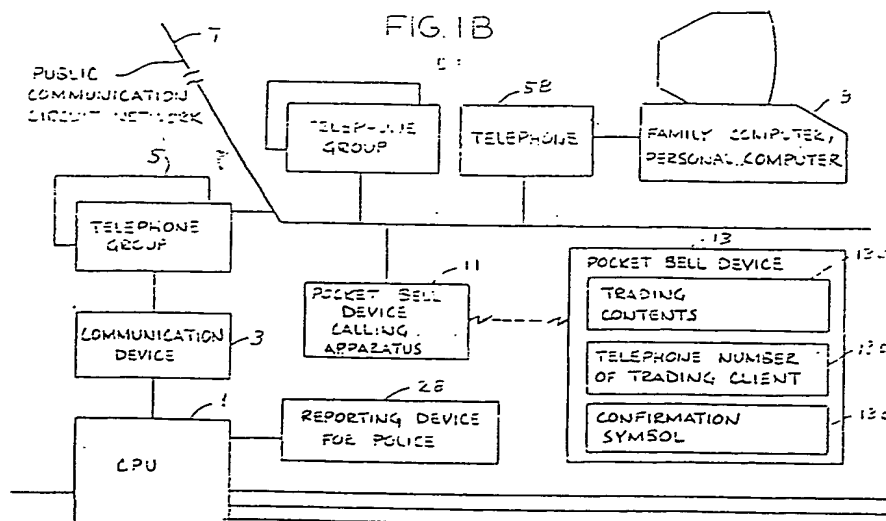 FIG. 1B
7
PUBLIC
COMMUNICATION
CIRCUIT NETWORK
5
TELEPHONE
GROUP
TELEPHONE
GROUP
5B
TELEPHONE
9
FAMILY COMPUTER,
PERSONAL COMPUTER
COMMUNICATION
DEVICE
3
11
POCKET BELL
DEVICE
CALLING
APPARATUS
13
POCKET BELL DEVICE
TRADING
CONTENTS
TELEPHONE NUMBER
OF TRADING CLIENT
CONFIRMATION
SYMBOL
1
CPU
28
REPORTING DEVICE
FOR POLICE